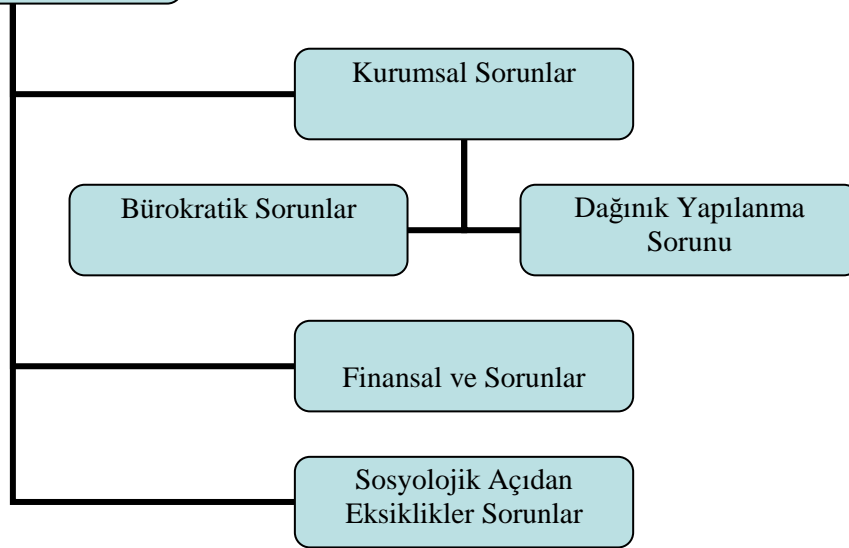 Kurumsal Sorunlar
Bürokratik Sorunlar
Dağınık Yapılanma
Sorunu
Finansal ve Sorunlar
Sosyolojik Açıdan
Eksiklikler Sorunlar